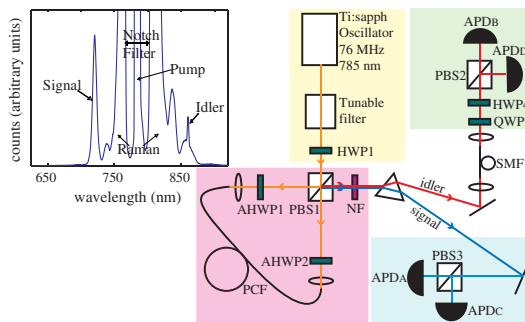 counts (arbitrary units)
Notch
Filter
Signal
Pump
Idler
Raman
650
750
850
wavelength (nm)
Ti:sapph
Oscillator
76 MHz
785 nm
Tunable
filter
HWP1
APDB
APDD
PBS2
HWP4
QWP
SMF
AHWP1
PBS1
NF
idler
signal
AHWP2
PCF
PBS3
APDA
APDC